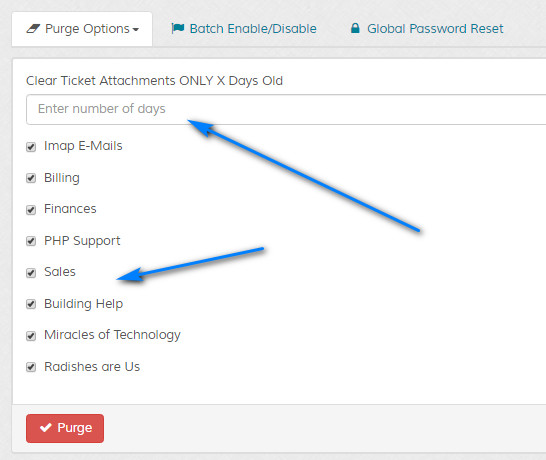 Purge Options Batch Enable/Disable Global Password Reset
Clear Ticket Attachments ONLY X Days Old
Enter number of days
Imap E-Mails
Billing
Finances
PHP Support
Sales
Building Help
Miracles of Technology
Radishes are Us
Purge